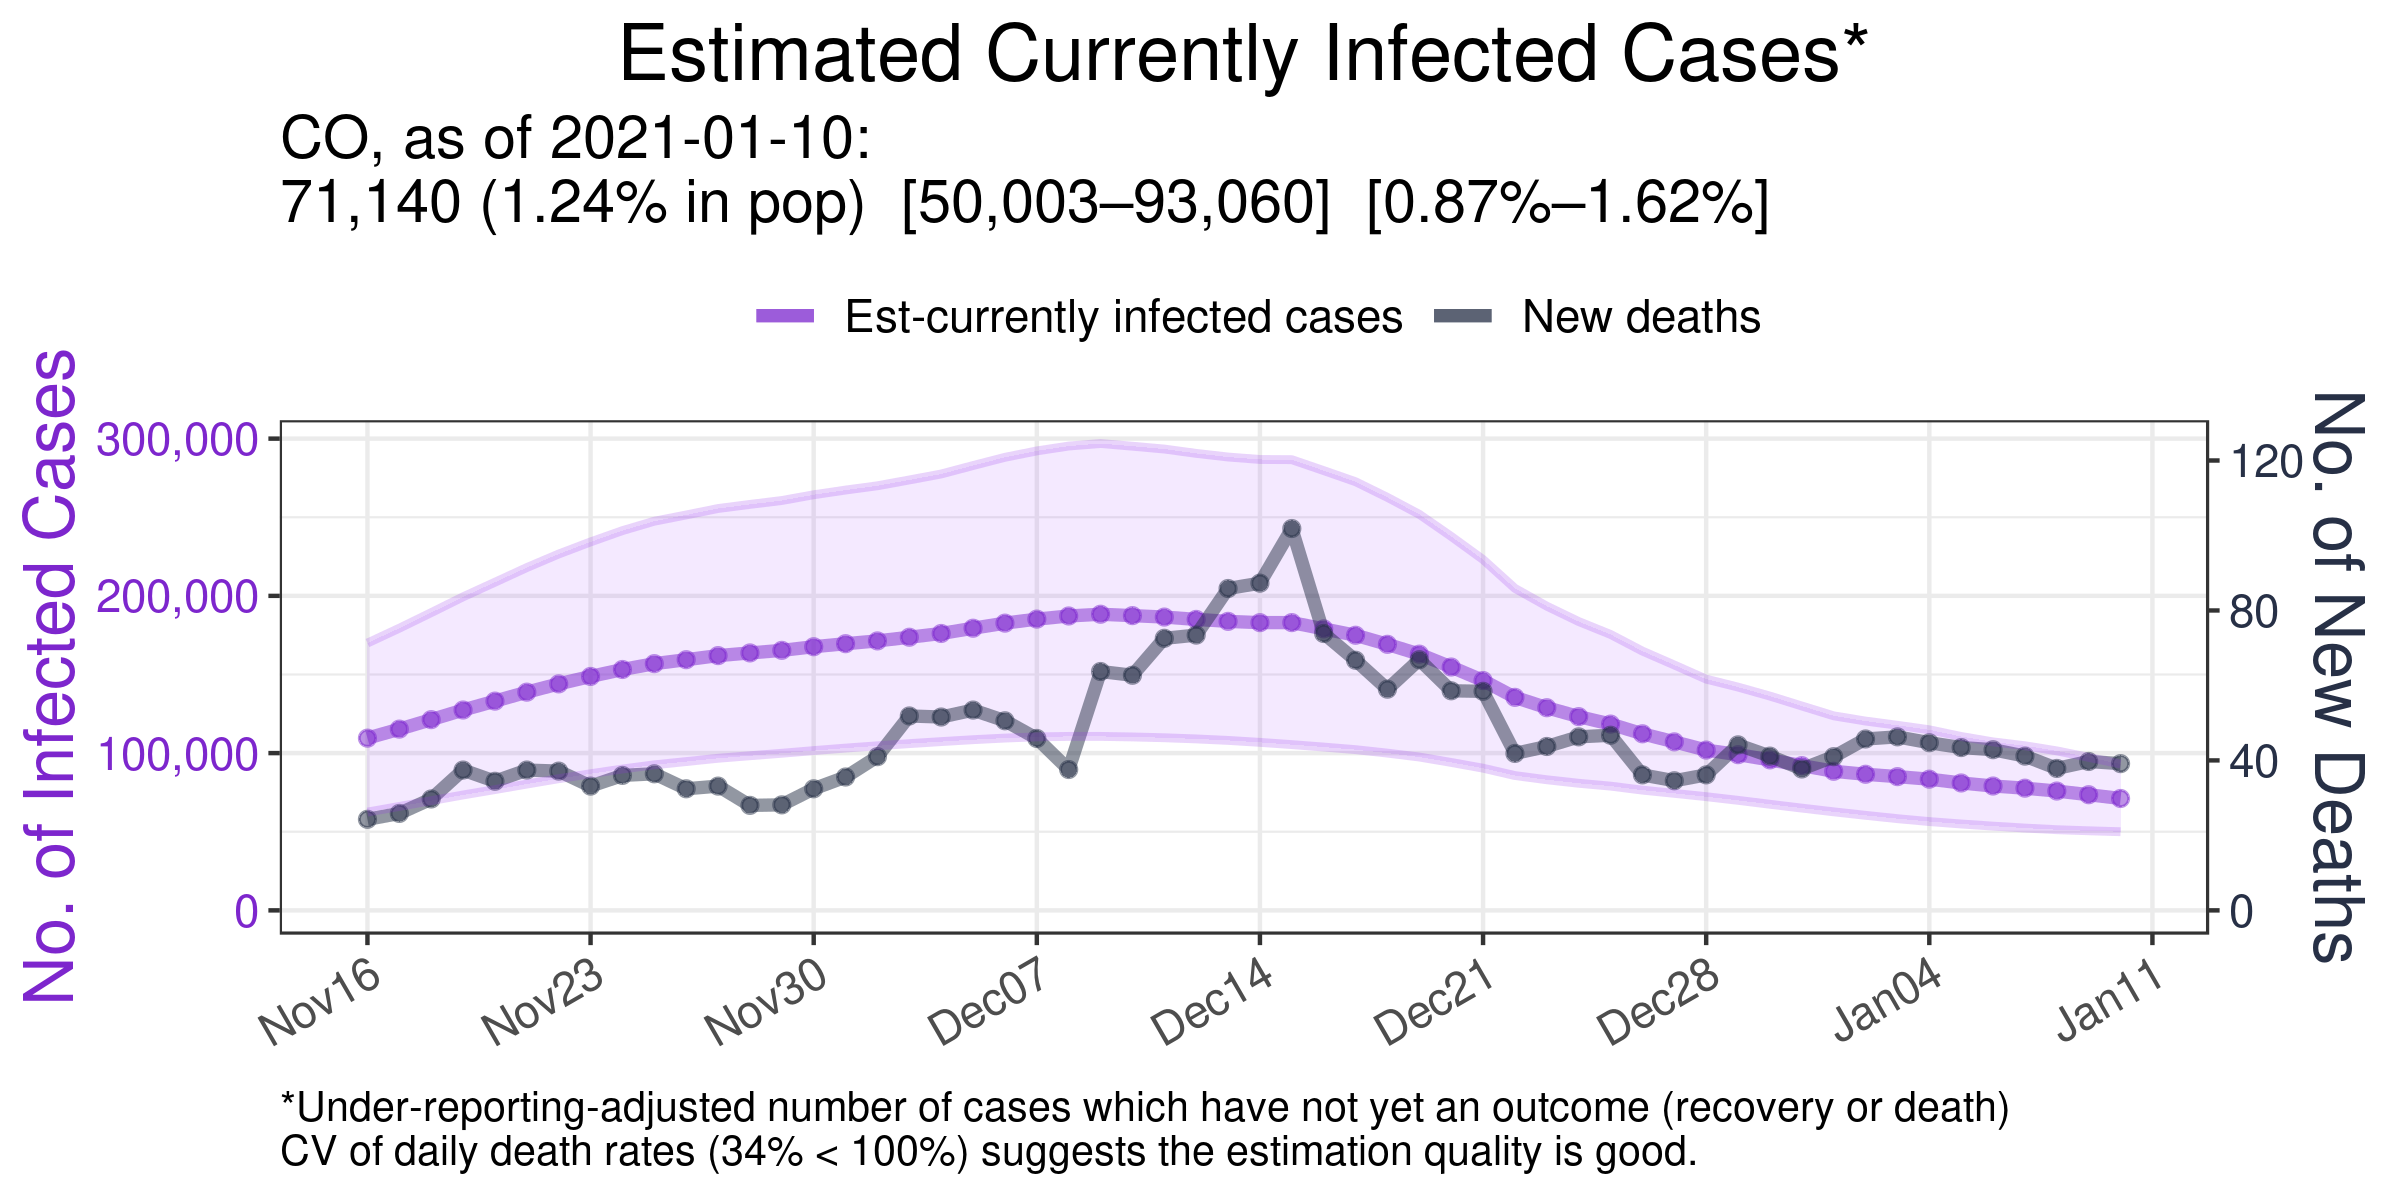 Estimated Currently Infected Cases*
CO, as of 2021-01-10:
71,140 (1.24% in pop)  [50,003–93,060]  [0.87%–1.62%]
Est-currently infected cases
New deaths
No. of Infected Cases
300,000
200,000
100,000
0
No. of New Deaths
120
80
40
0
Nov16
Nov23
Nov30
Dec07
Dec14
Dec21
Dec28
Jan04
Jan11
*Under-reporting-adjusted number of cases which have not yet an outcome (recovery or death)
CV of daily death rates (34% < 100%) suggests the estimation quality is good.